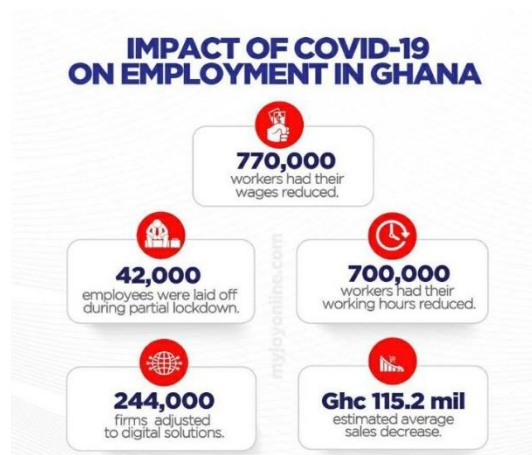 IMPACT OF COVID-19
ON EMPLOYMENT IN GHANA
770,000
workers had their
wages reduced.
42,000
employees were laid off
during partial lockdown.
700,000
workers had their
working hours reduced.
myjoyonline.com
244,000
firms adjusted
to digital solutions.
Ghc 115.2 mil
estimated average
sales decrease.